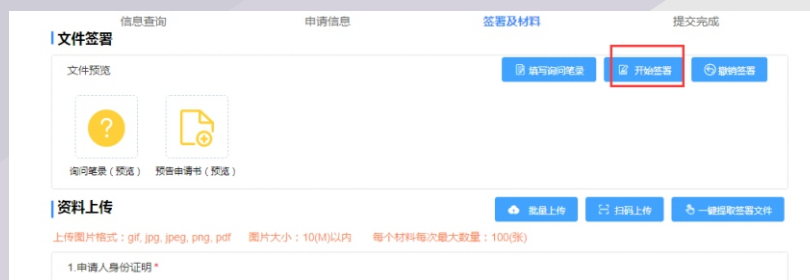 信息查询 申请信息 签署及材料 提交完成
文件签署
文件预览 填写询问笔录 开始签署 撤销签署
询问笔录（预览） 预告申请书（预览）
资料上传 批量上传 扫码上传 一键提取签署文件
上传图片格式：gif, jpg, jpeg, png, pdf 图片大小：10(M)以内 每个材料每次最大数量：100(张)
1.申请人身份证明*